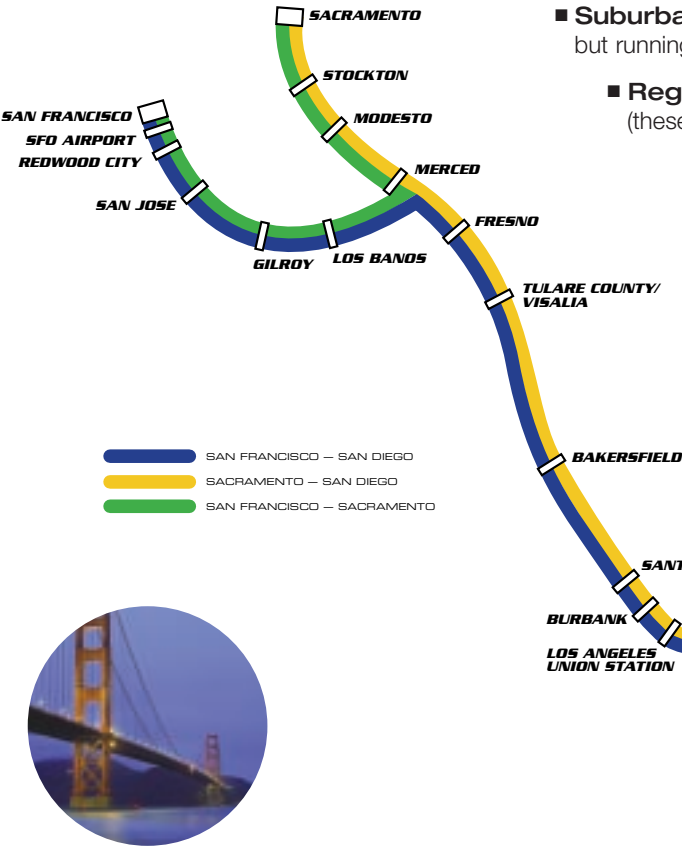 SACRAMENTO
■ Suburba
but running
STOCKTON
■ Reg
(these
SAN FRANCISCO
MODESTO
SFO AIRPORT
REDWOOD CITY
MERCED
SAN JOSE
FRESNO
GILROY
LOS BANOS
TULARE COUNTY/
VISALIA
SAN FRANCISCO – SAN DIEGO
BAKERSFIELD
SACRAMENTO – SAN DIEGO
SAN FRANCISCO – SACRAMENTO
SANT
BURBANK
LOS ANGELES
UNION STATION